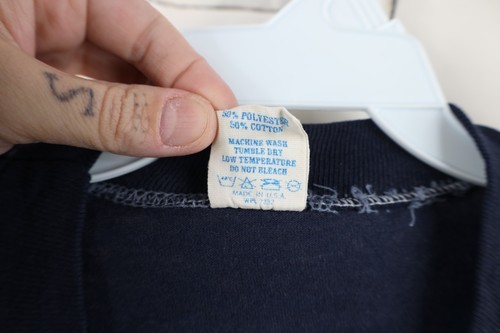 50% POLYESTER
50% COTTON
MACHINE WASH
TUMBLE DRY
LOW TEMPERATURE
DO NOT BLEACH
MADE IN U.S.A.